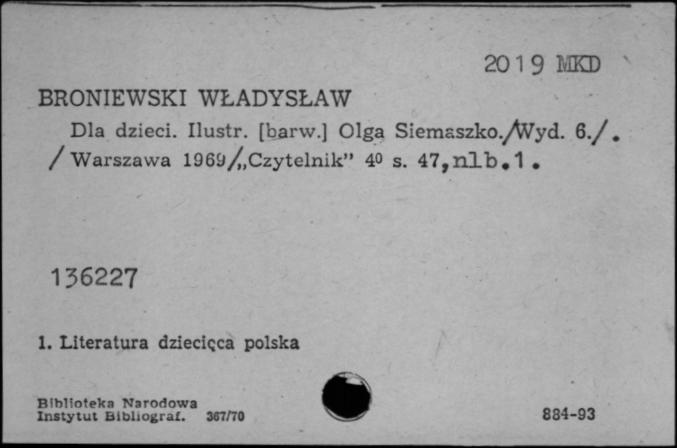 2019 MKD
BRONIEWSKI WŁADYSŁAW
Dla dzieci. Ilustr. [barw.] Olga Siemaszko./Wyd. 6./.
/Warszawa 1969/„Czytelnik” 4⁰ s. 47,nlb.1.
136227
1. Literatura dziecięca polska
Biblioteka Narodowa
Instytut Bibliograf. 367/70
884-93